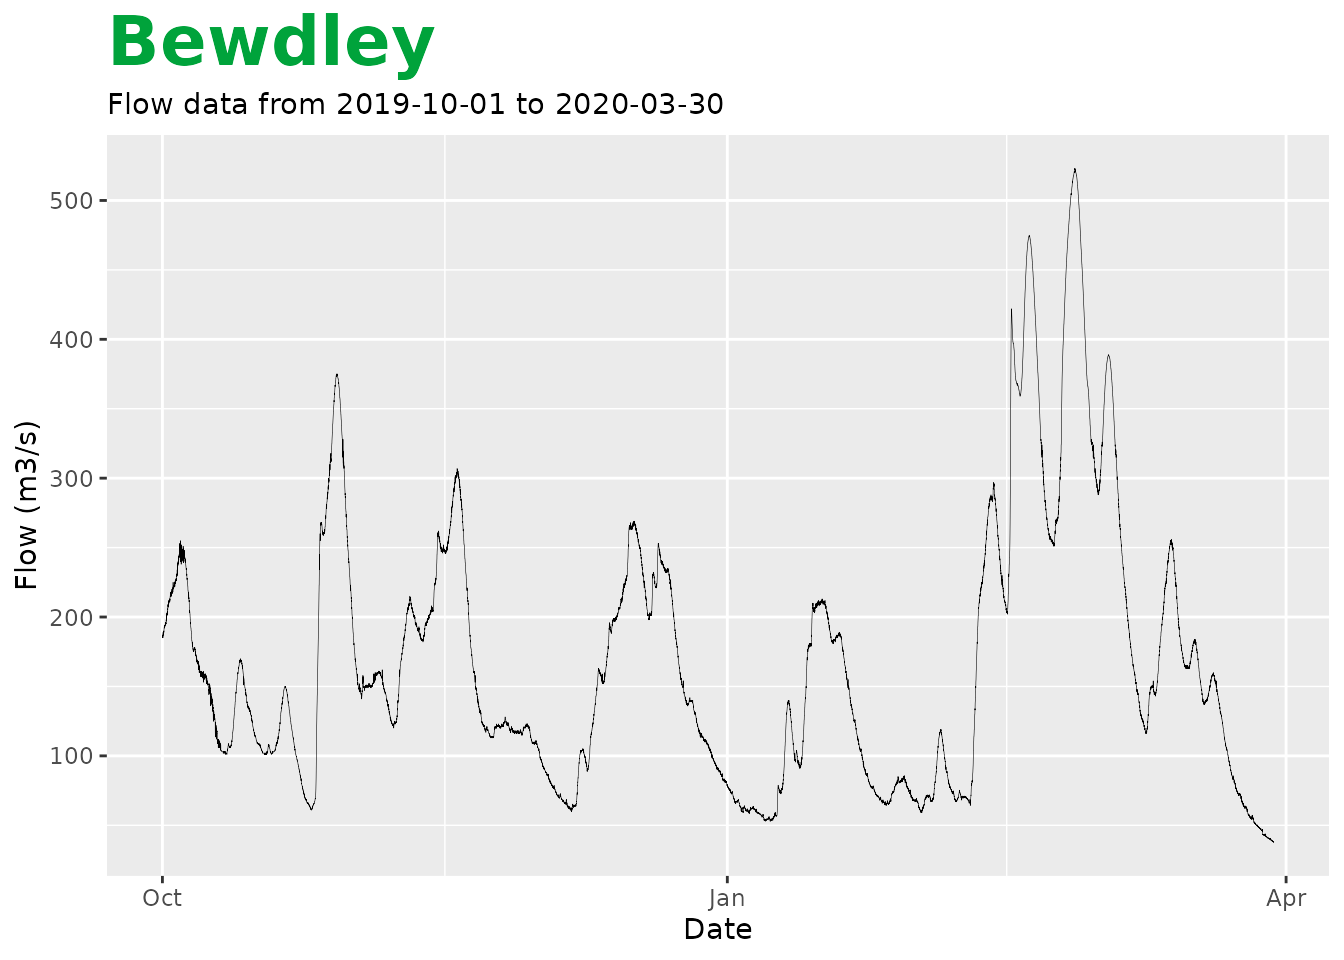 Bewdley
Flow data from 2019-10-01 to 2020-03-30
500
400
300
200
100
Flow (m3/s)
Oct
Jan
Apr
Date